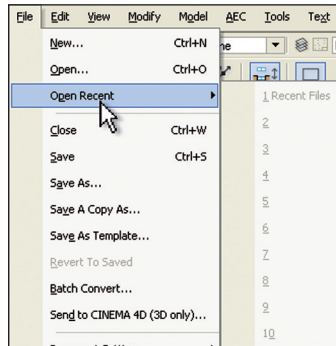 File Edit View Modify Model AEC Tools Text
New... Ctrl+N
Open... Ctrl+O
Open Recent
1 Recent Files
Close Ctrl+W
2
Save Ctrl+S
3
Save As...
4
Save A Copy As...
5
Save As Template...
6
Revert To Saved
7
Batch Convert...
8
Send to CINEMA 4D (3D only)...
9
10